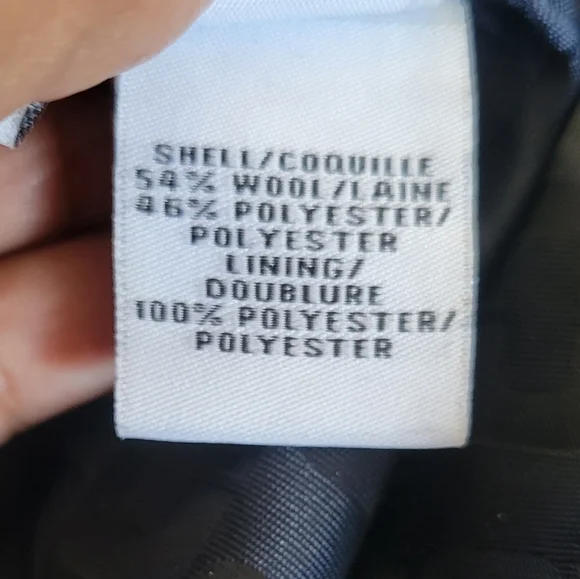 SHELL/COQUILLE
54% WOOL/LAINE
46% POLYESTER/
POLYESTER
LINING/
DOUBLURE
100% POLYESTER/
POLYESTER